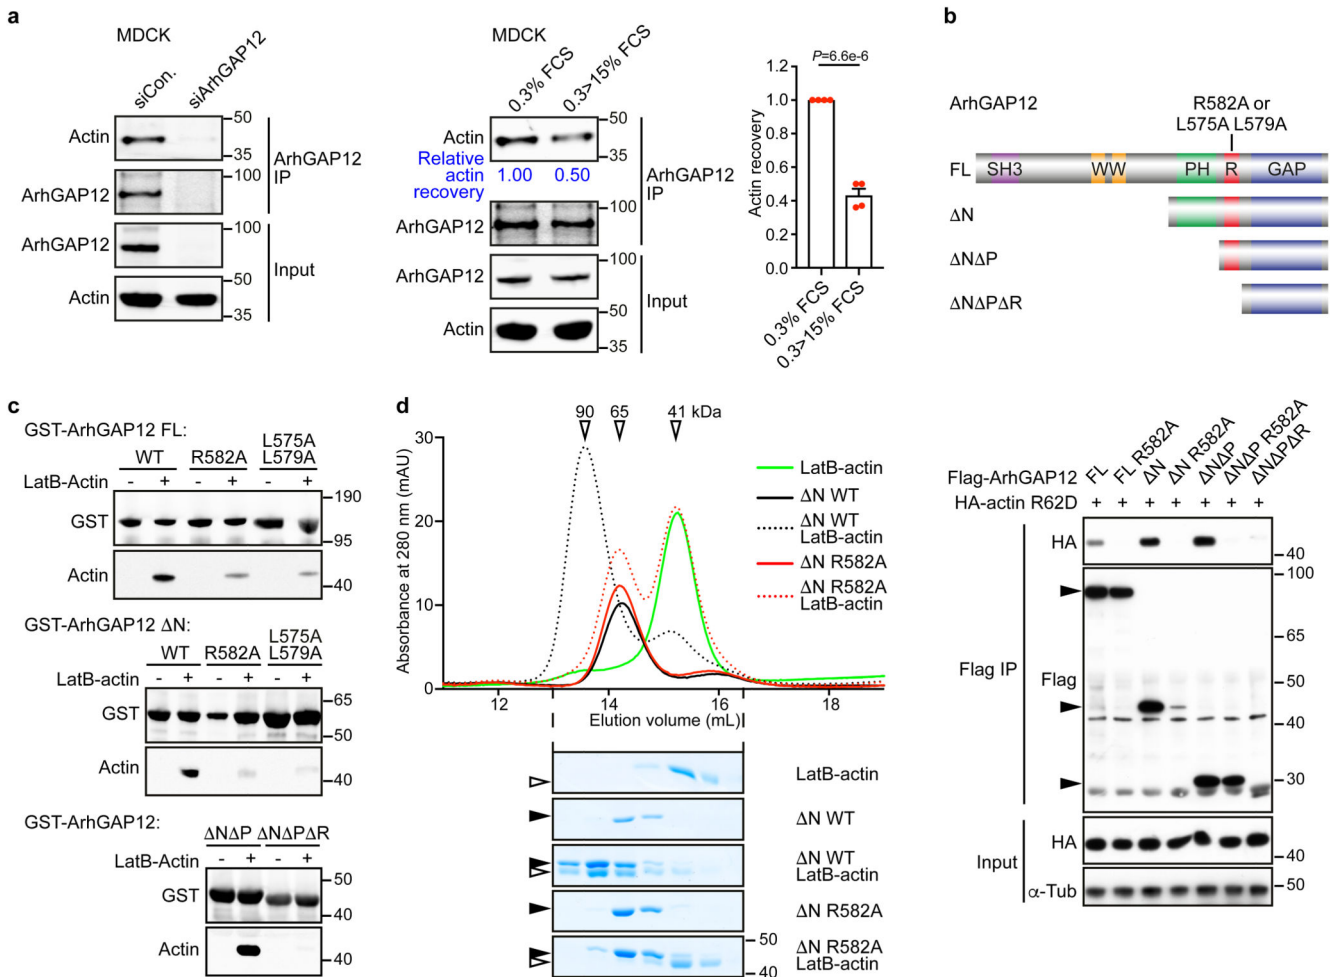 a
MDCK
siCon.
siArhGAP12
Actin
50
35
ArhGAP12
100
ArhGAP12 IP
ArhGAP12
100
Actin
50
35
Input
MDCK
0.3% FCS
0.3>15% FCS
Actin
50
35
Relative actin recovery
1.00 0.50
ArhGAP12
100
ArhGAP12 IP
ArhGAP12
100
Actin
50
35
Input
P=6.6e-6
Actin recovery
1.2
1.0
0.8
0.6
0.4
0.2
0.0
0.3% FCS
0.3>15% FCS
b
ArhGAP12
R582A or
L575A L579A
FL SH3 WW PH R GAP
ΔN
ΔNΔP
ΔNΔPΔR
Flag-ArhGAP12
FL
FL R582A
ΔN
ΔN R582A
ΔNΔP
ΔNΔP R582A
ΔNΔPΔR
HA-actin R62D + + + + + + +
HA
40
100
65
Flag IP
Flag
50
40
30
Input
HA
40
α-Tub
50
c
GST-ArhGAP12 FL:
WT R582A L575A L579A
LatB-Actin - + - + - +
GST
190
95
Actin
40
GST-ArhGAP12 ΔN:
WT R582A L575A L579A
LatB-actin - + - + - +
GST
65
50
Actin
40
GST-ArhGAP12:
ΔNΔP ΔNΔPΔR
LatB-Actin - + - +
GST
50
40
Actin
40
d
90 65 41 kDa
Absorbance at 280 nm (mAU)
30
20
10
0
12 14 16 18
Elution volume (mL)
LatB-actin
ΔN WT
ΔN WT
LatB-actin
ΔN R582A
ΔN R582A
LatB-actin
LatB-actin
ΔN WT
ΔN WT
LatB-actin
ΔN R582A
50
ΔN R582A
LatB-actin
40